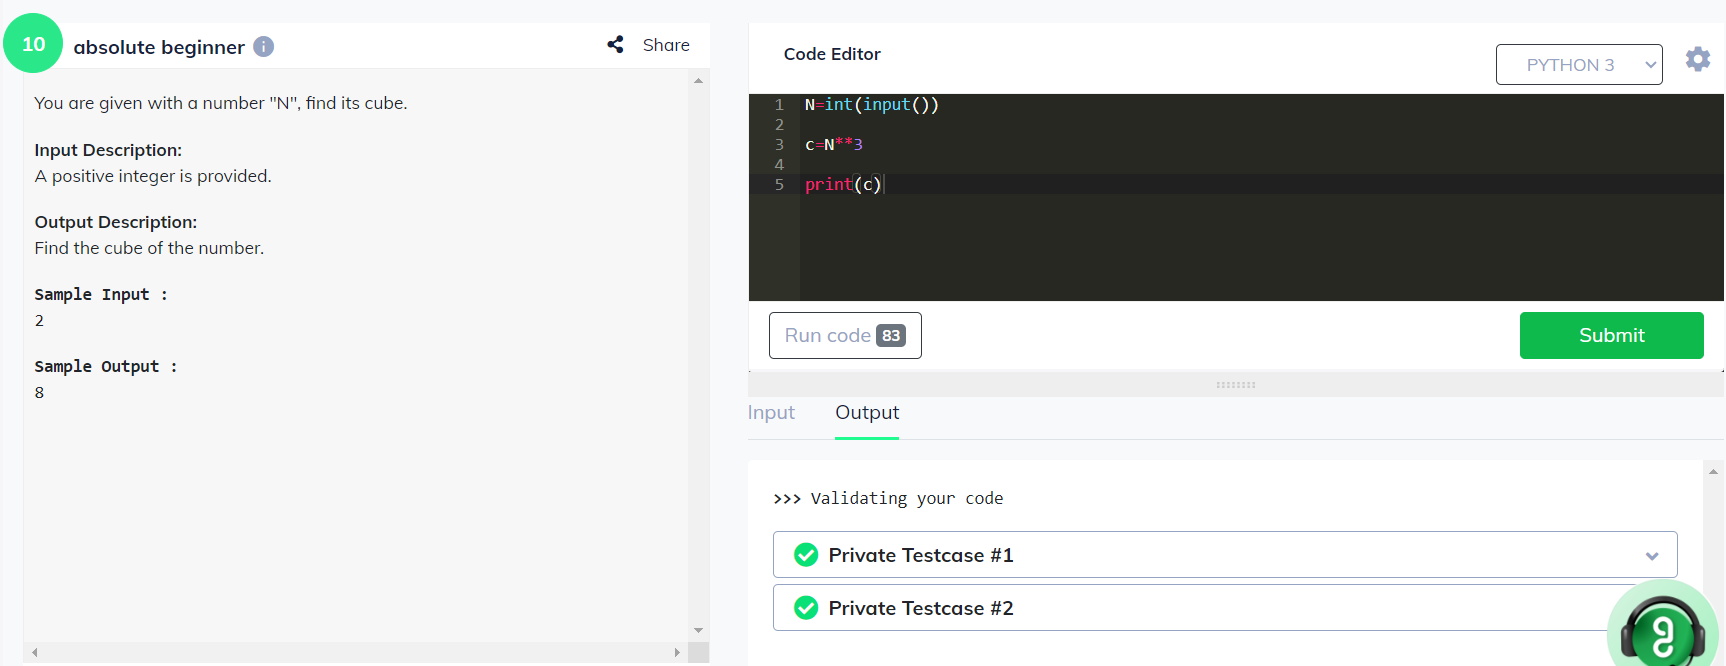 10
absolute beginner i
Share
You are given with a number "N", find its cube.
Input Description:
A positive integer is provided.
Output Description:
Find the cube of the number.
Sample Input :
2
Sample Output :
8
Code Editor
PYTHON 3
1 N=int(input())
2
3 c=N**3
4
5 print(c)
Run code 83
Submit
Input Output
>>> Validating your code
Private Testcase #1
Private Testcase #2
g